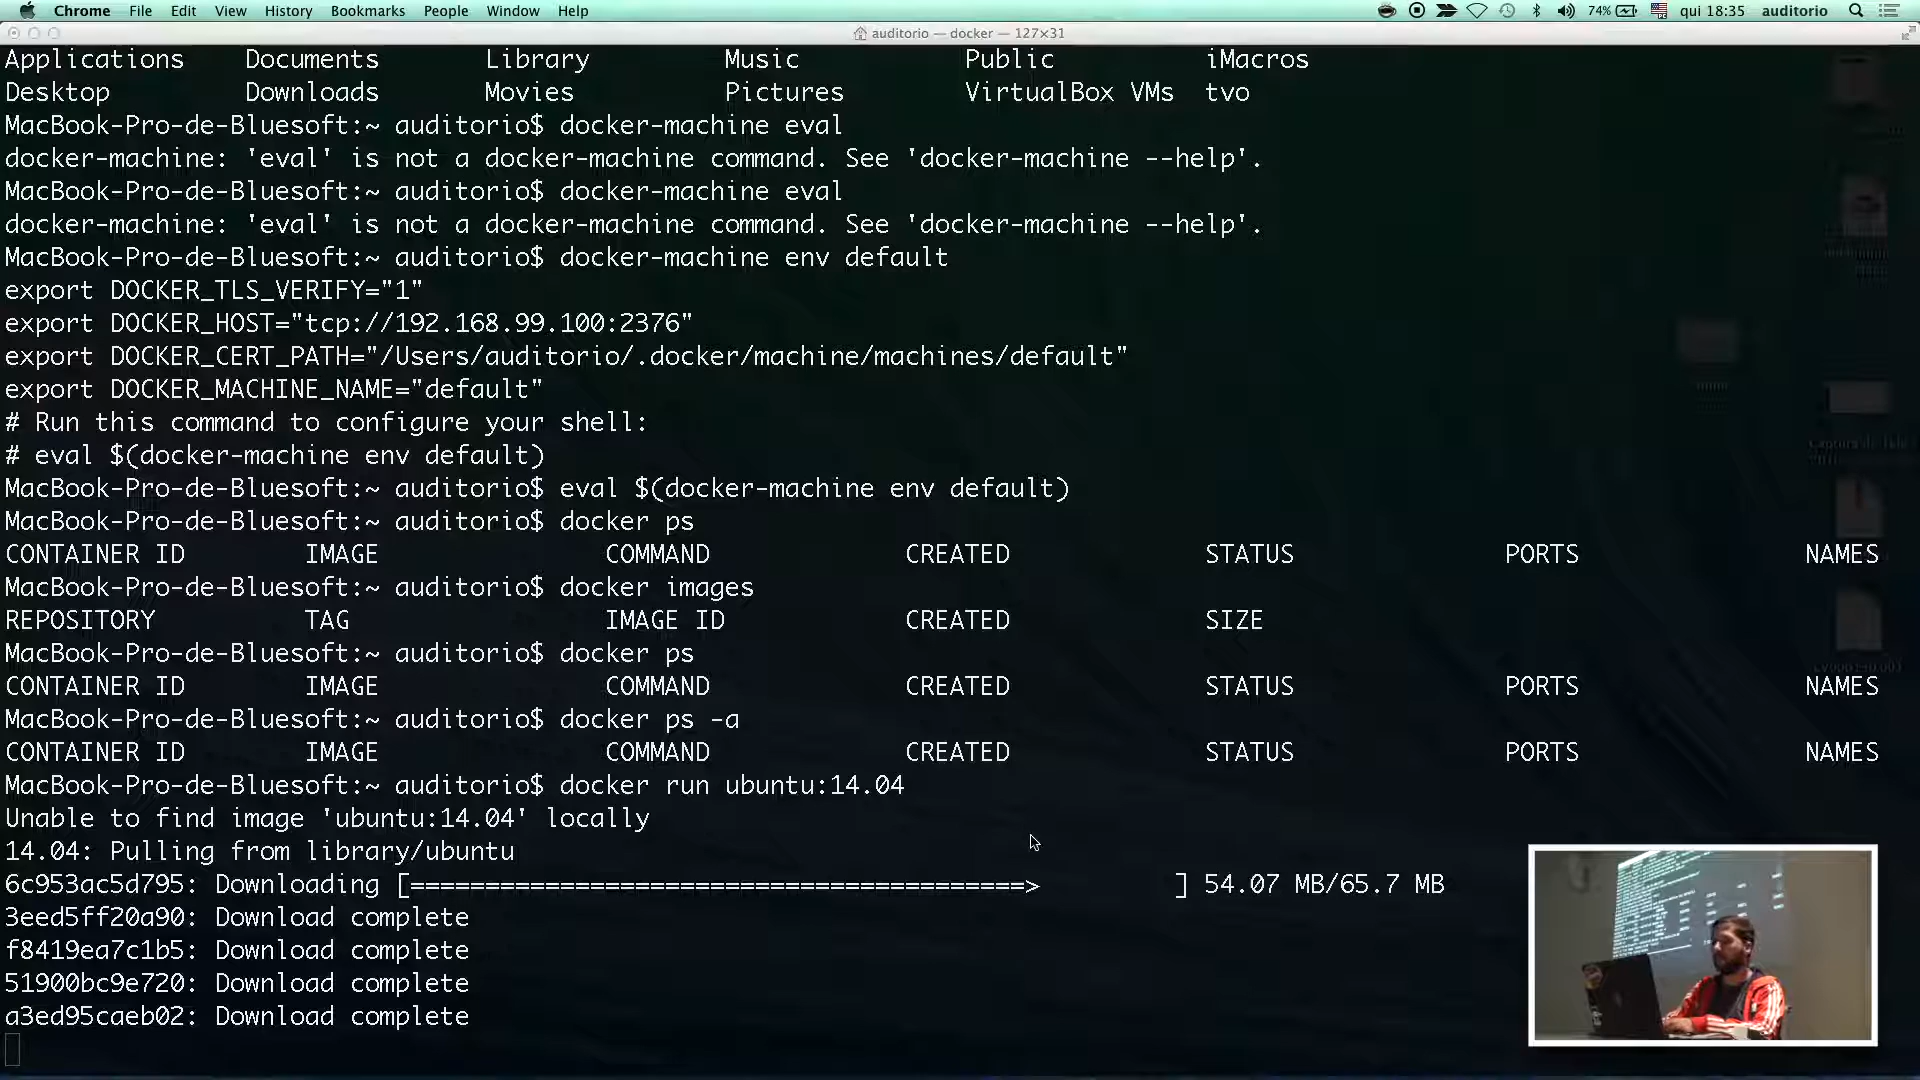 Chrome File Edit View History Bookmarks People Window Help 74% qui 18:35 auditorio
auditorio — docker — 127×31
Applications Documents Library Music Public iMacros
Desktop Downloads Movies Pictures VirtualBox VMs tvo
MacBook-Pro-de-Bluesoft:~ auditorio$ docker-machine eval
docker-machine: 'eval' is not a docker-machine command. See 'docker-machine --help'.
MacBook-Pro-de-Bluesoft:~ auditorio$ docker-machine eval
docker-machine: 'eval' is not a docker-machine command. See 'docker-machine --help'.
MacBook-Pro-de-Bluesoft:~ auditorio$ docker-machine env default
export DOCKER_TLS_VERIFY="1"
export DOCKER_HOST="tcp://192.168.99.100:2376"
export DOCKER_CERT_PATH="/Users/auditorio/.docker/machine/machines/default"
export DOCKER_MACHINE_NAME="default"
# Run this command to configure your shell:
# eval $(docker-machine env default)
MacBook-Pro-de-Bluesoft:~ auditorio$ eval $(docker-machine env default)
MacBook-Pro-de-Bluesoft:~ auditorio$ docker ps
CONTAINER ID IMAGE COMMAND CREATED STATUS PORTS NAMES
MacBook-Pro-de-Bluesoft:~ auditorio$ docker images
REPOSITORY TAG IMAGE ID CREATED SIZE
MacBook-Pro-de-Bluesoft:~ auditorio$ docker ps
CONTAINER ID IMAGE COMMAND CREATED STATUS PORTS NAMES
MacBook-Pro-de-Bluesoft:~ auditorio$ docker ps -a
CONTAINER ID IMAGE COMMAND CREATED STATUS PORTS NAMES
MacBook-Pro-de-Bluesoft:~ auditorio$ docker run ubuntu:14.04
Unable to find image 'ubuntu:14.04' locally
14.04: Pulling from library/ubuntu
6c953ac5d795: Downloading [=========================================> ] 54.07 MB/65.7 MB
3eed5ff20a90: Download complete
f8419ea7c1b5: Download complete
51900bc9e720: Download complete
a3ed95caeb02: Download complete